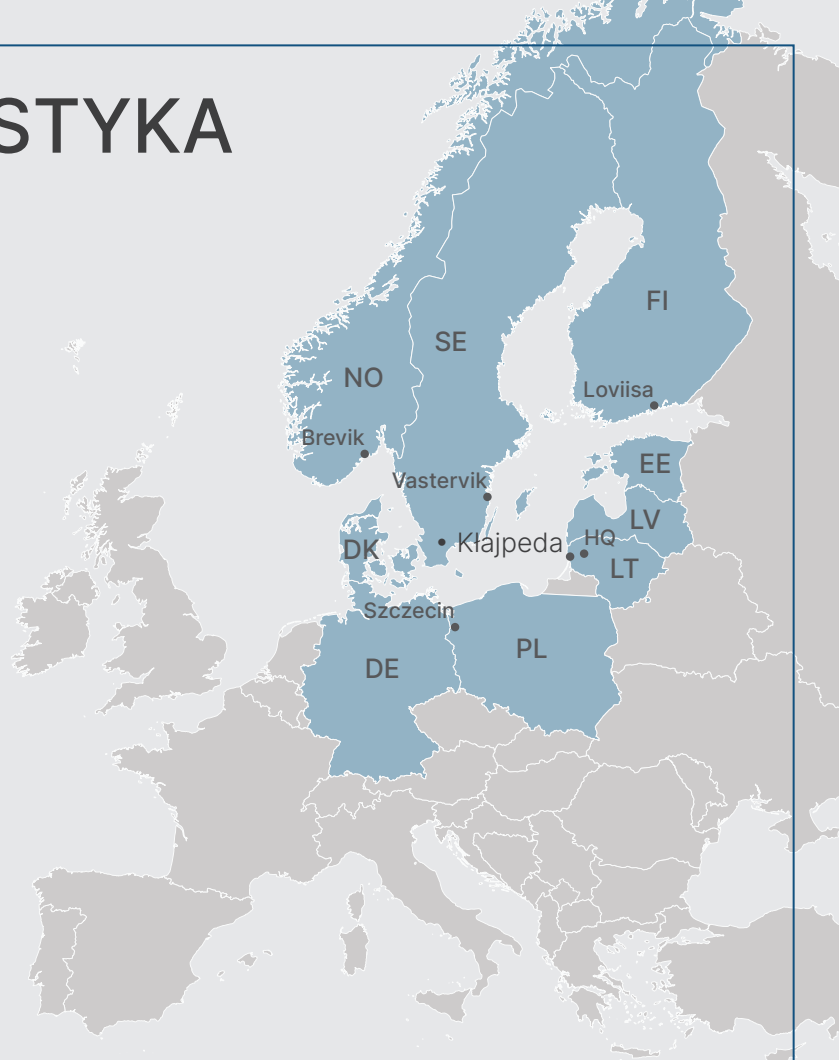 STYKA
FI
SE
NO
Loviisa
Brevik
EE
Vastervik
LV
HQ
Kłajpeda
DK
LT
Szczecin
PL
DE